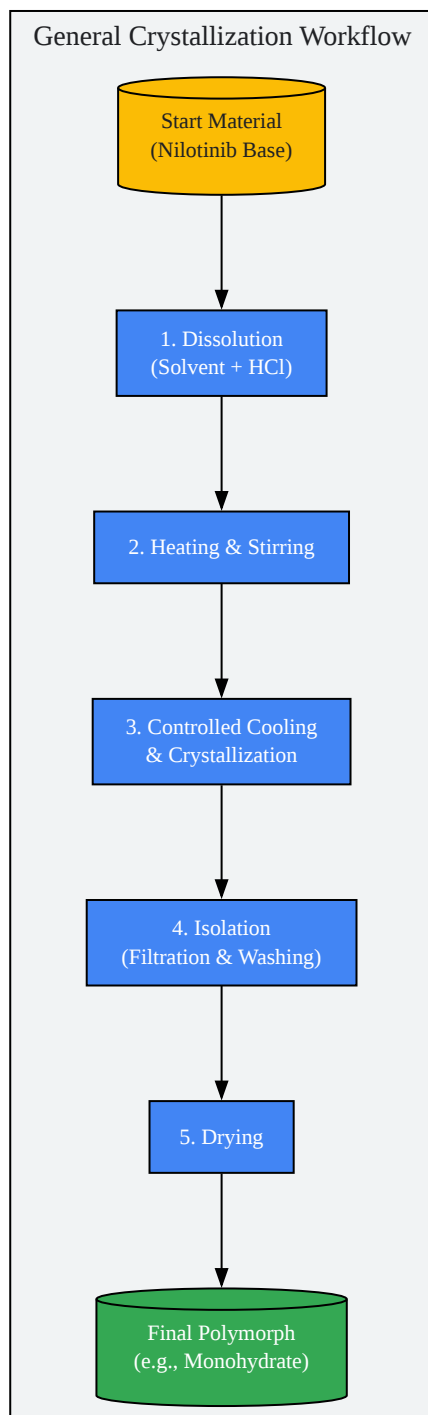 General Crystallization Workflow
Start Material
(Nilotinib Base)
1. Dissolution
(Solvent + HCl)
2. Heating & Stirring
3. Controlled Cooling
& Crystallization
4. Isolation
(Filtration & Washing)
5. Drying
Final Polymorph
(e.g., Monohydrate)